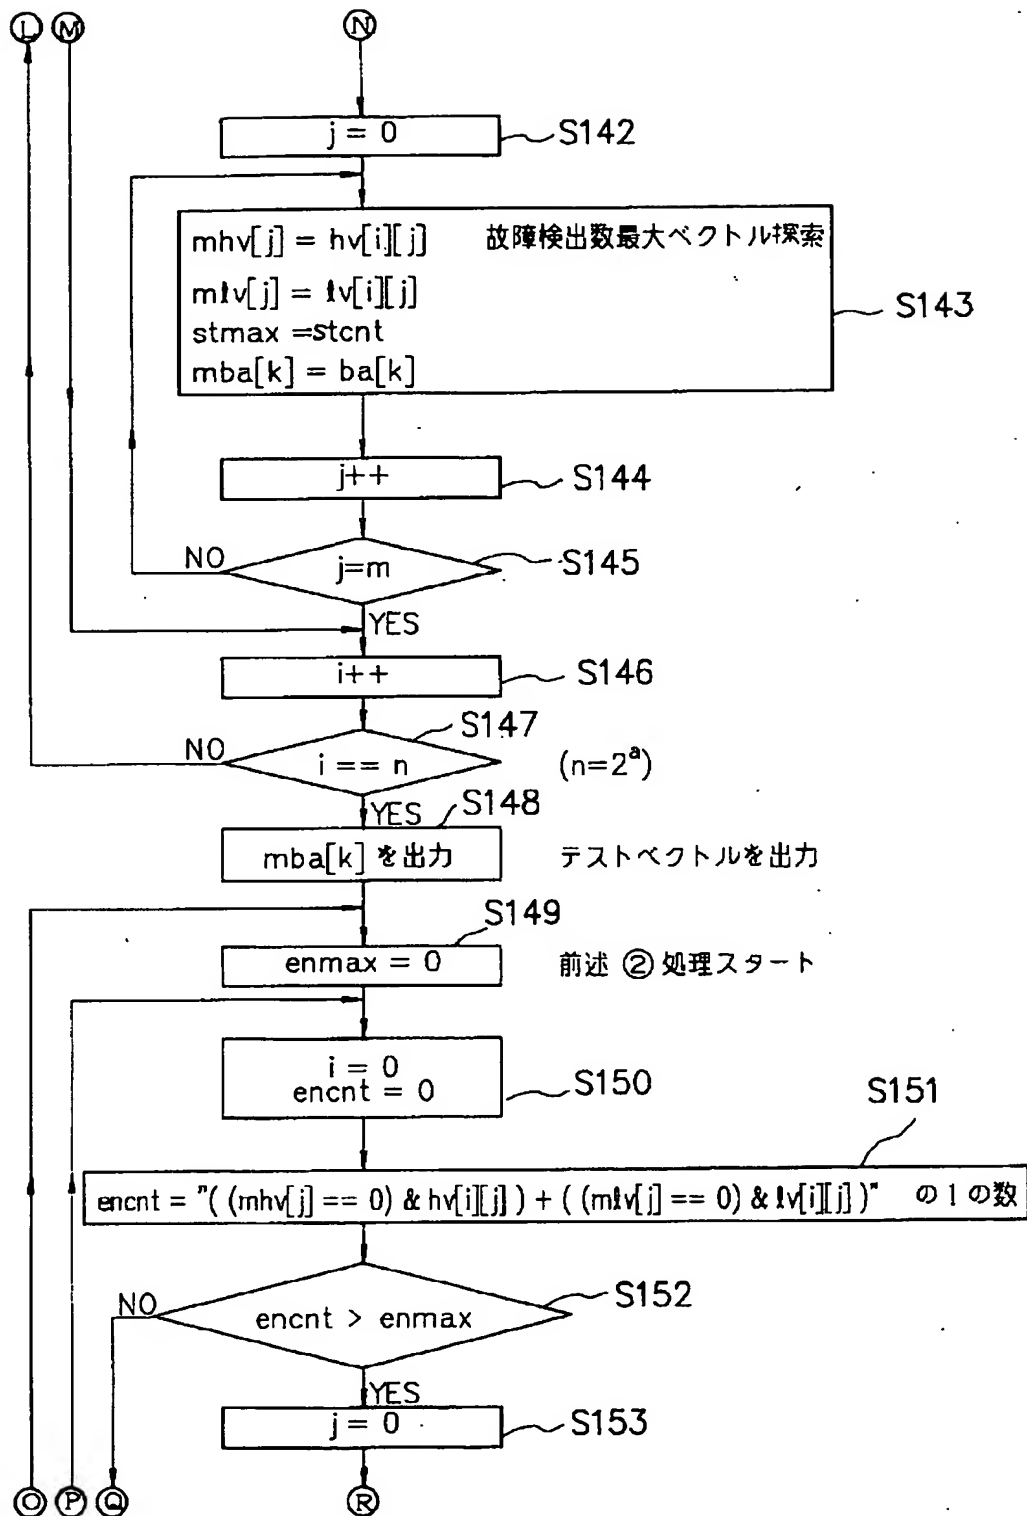 L M N
j = 0 S142
mhv[j] = hv[i][j] 故障検出数最大ベクトル探索
mℓv[j] = ℓv[i][j]
stmax =stcnt
mba[k] = ba[k]
S143
j++ S144
NO j=m S145
YES
i++ S146
S147
NO i == n (n=2^a)
YES S148
mba[k] を出力 テストベクトルを出力
S149
enmax = 0 前述 ② 処理スタート
i = 0
encnt = 0 S150
S151
encnt = "( (mhv[j] == 0) & hv[i][j] ) + ( (mℓv[j] == 0) & ℓv[i][j] )" の1の数
NO encnt > enmax S152
YES
j = 0 S153
O P Q R